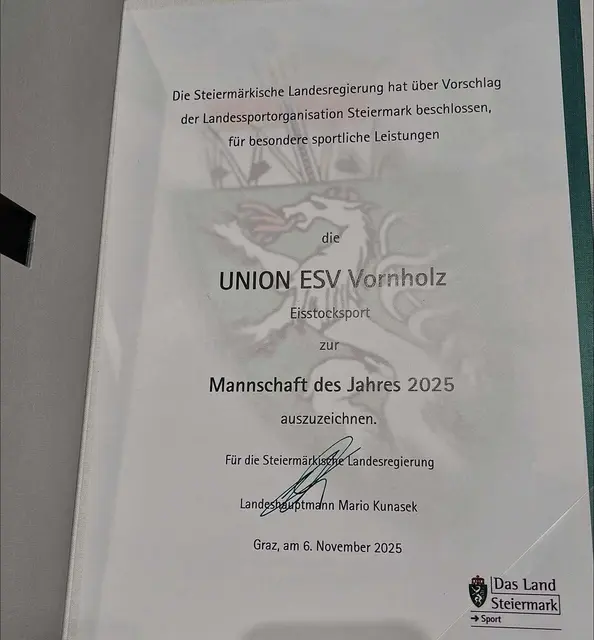 Die Steiermärkische Landesregierung hat über Vorschlag
der Landessportorganisation Steiermark beschlossen,
für besondere sportliche Leistungen
die
UNION ESV Vornholz
Eisstocksport
zur
Mannschaft des Jahres 2025
auszuzeichnen.
Für die Steiermärkische Landesregierung
Landeshauptmann Mario Kunasek
Graz, am 6. November 2025
Das Land
Steiermark
➔ Sport